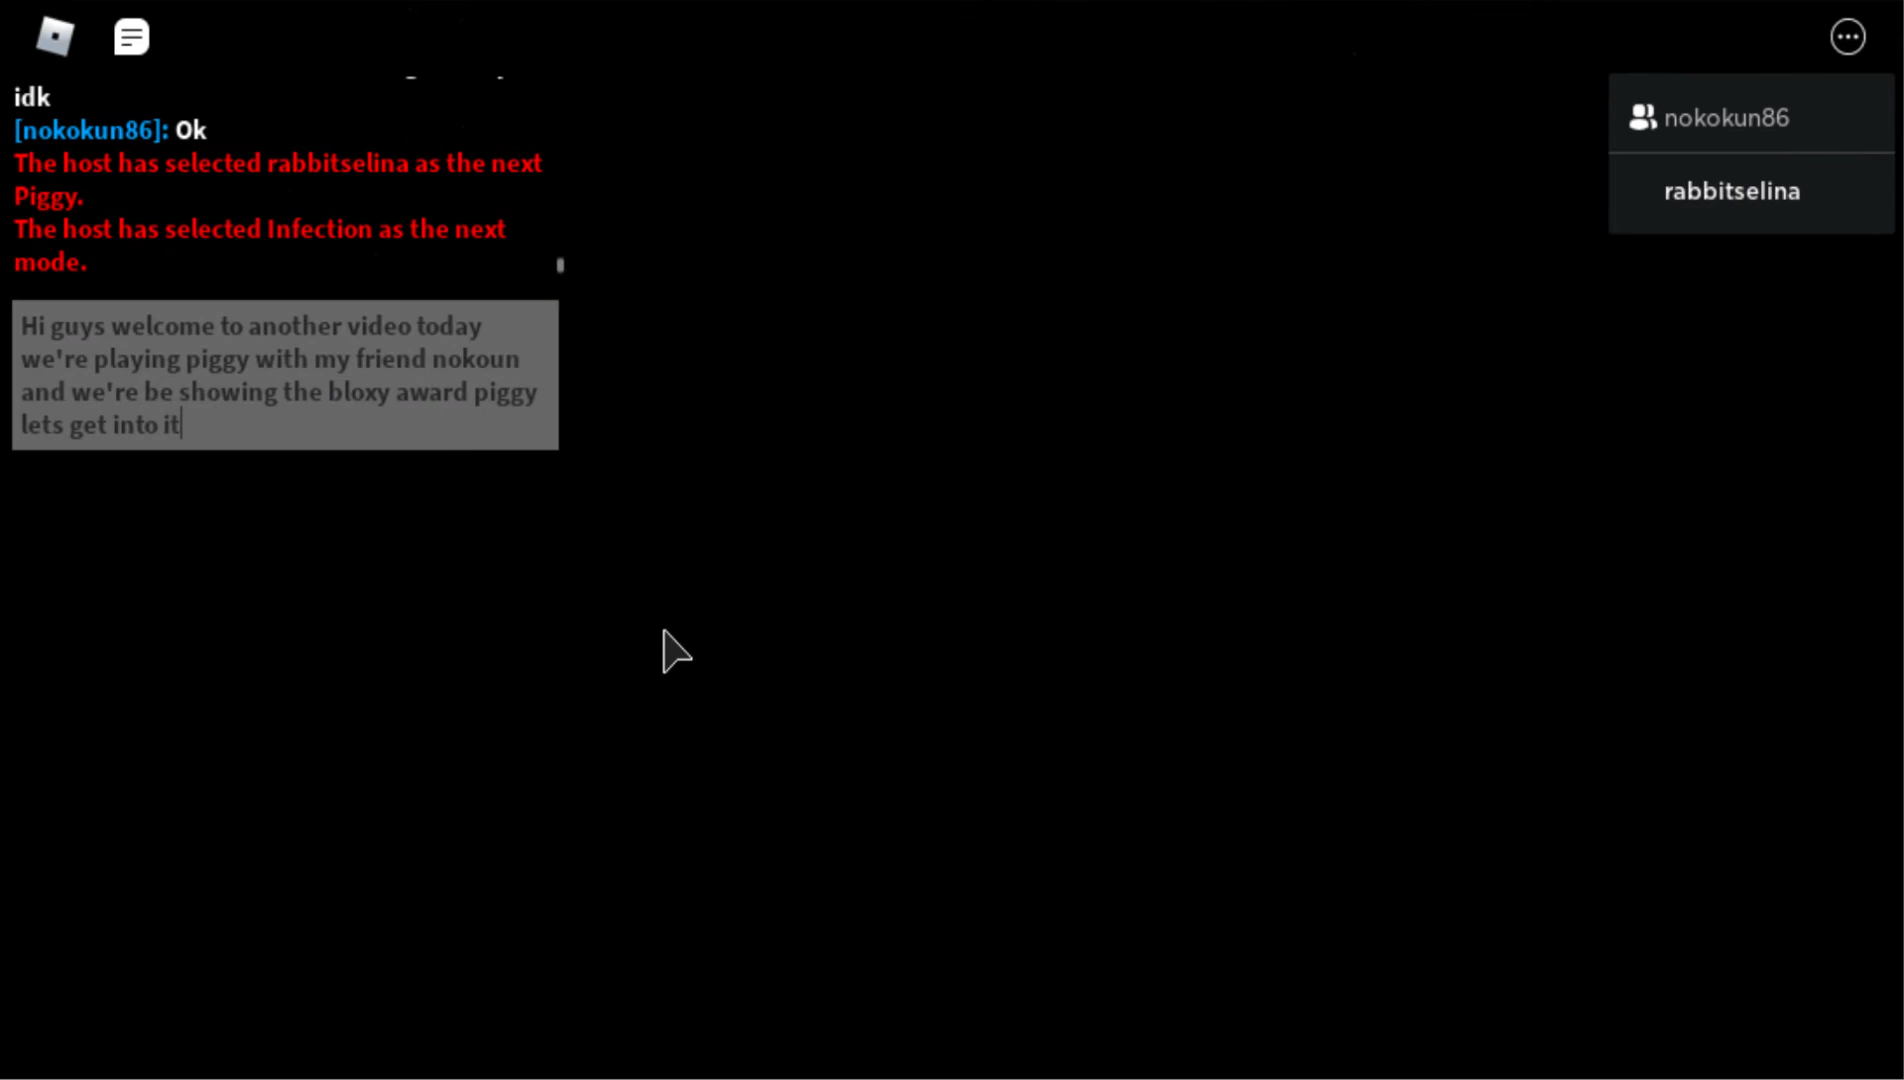 idk
[nokokun86]: Ok
The host has selected rabbitselina as the next
Piggy.
The host has selected Infection as the next
mode.
Hi guys welcome to another video today
we're playing piggy with my friend nokoun
and we're be showing the bloxy award piggy
lets get into it
nokokun86
rabbitselina